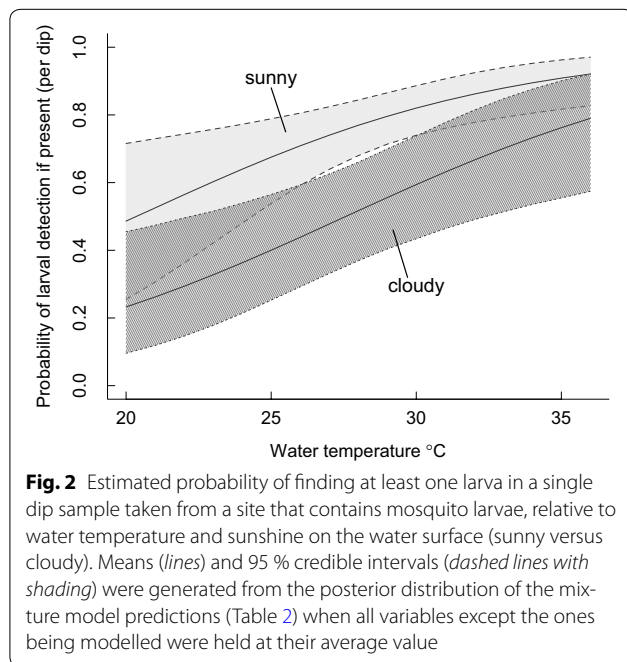 Probability of larval detection if present (per dip)
1.0
0.8
0.6
0.4
0.2
0.0
sunny
cloudy
20
25
30
35
Water temperature °C
Fig. 2 Estimated probability of finding at least one larva in a single
dip sample taken from a site that contains mosquito larvae, relative to
water temperature and sunshine on the water surface (sunny versus
cloudy). Means (lines) and 95 % credible intervals (dashed lines with
shading) were generated from the posterior distribution of the mix-
ture model predictions (Table 2) when all variables except the ones
being modelled were held at their average value